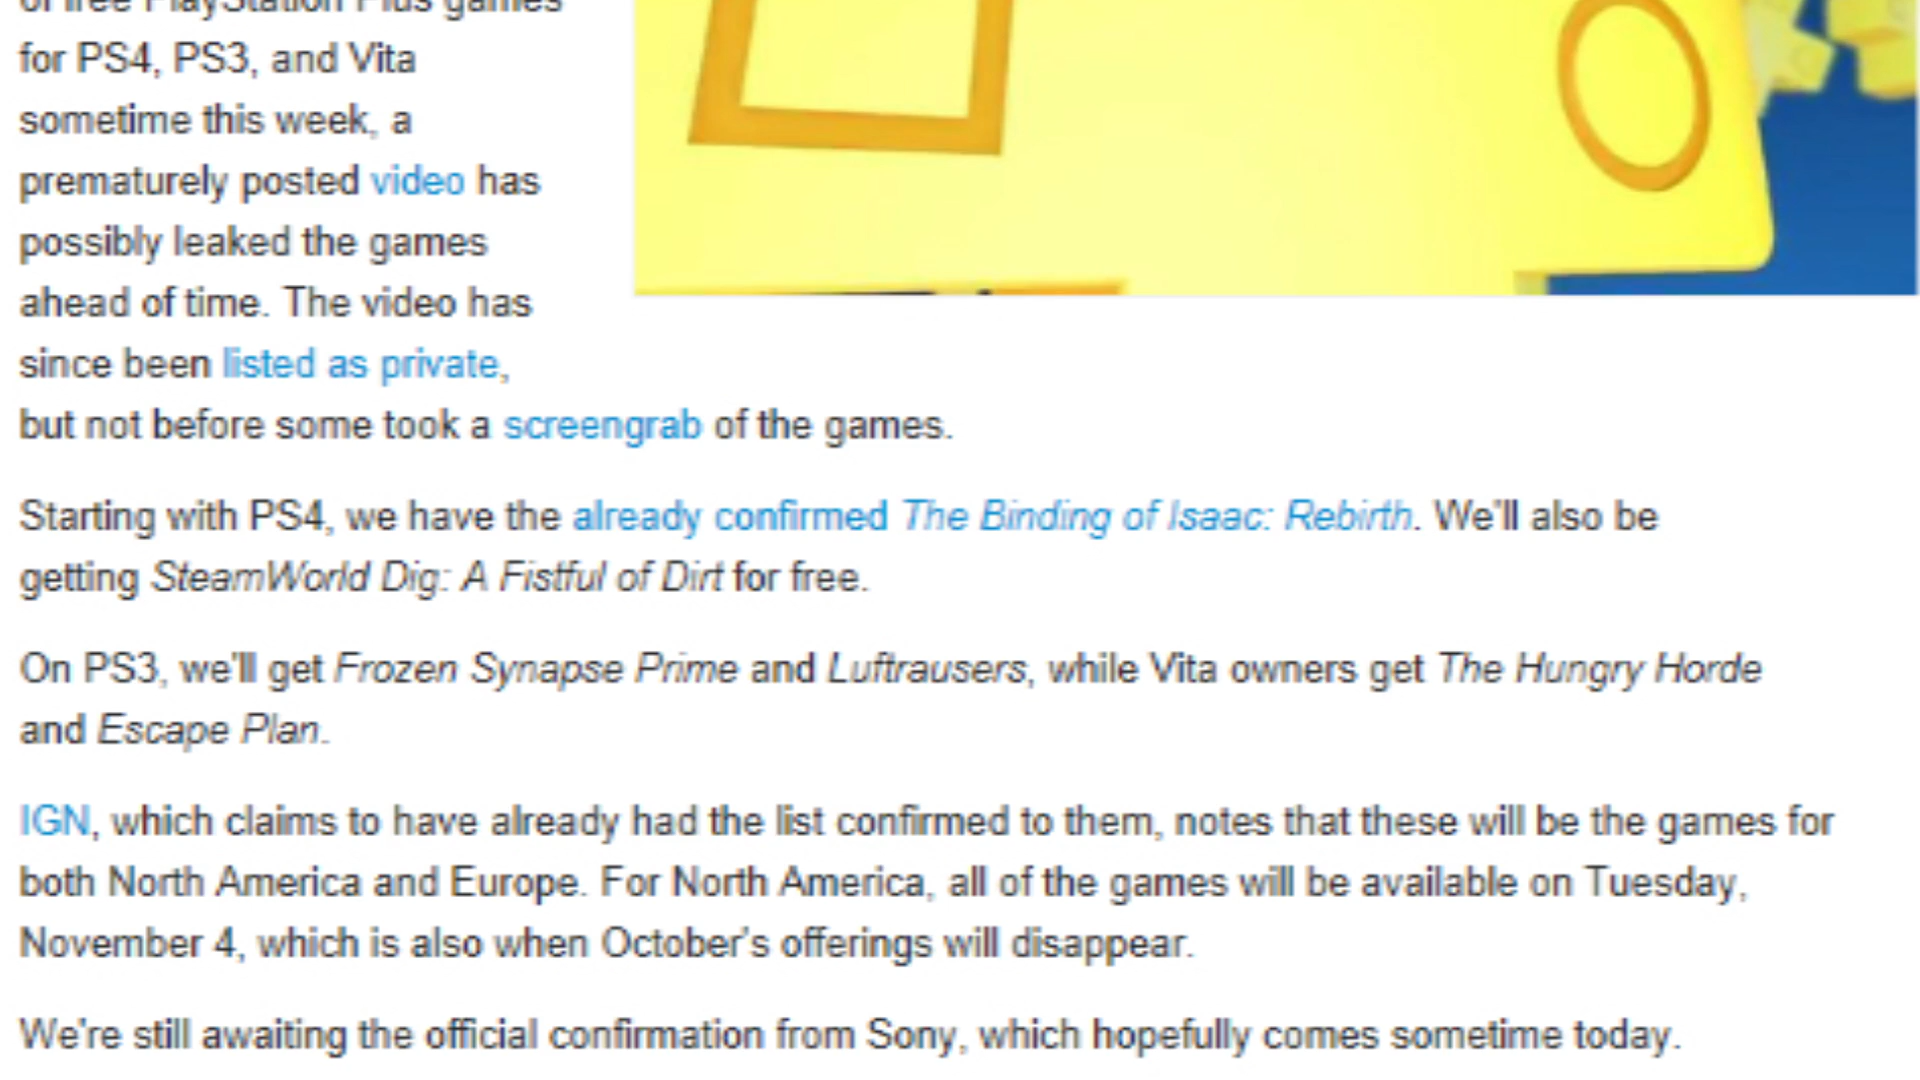 of free PlayStation Plus games
for PS4, PS3, and Vita
sometime this week, a
prematurely posted video has
possibly leaked the games
ahead of time. The video has
since been listed as private,
but not before some took a screengrab of the games.
Starting with PS4, we have the already confirmed The Binding of Isaac: Rebirth. We'll also be
getting SteamWorld Dig: A Fistful of Dirt for free.
On PS3, we'll get Frozen Synapse Prime and Luftrausers, while Vita owners get The Hungry Horde
and Escape Plan.
IGN, which claims to have already had the list confirmed to them, notes that these will be the games for
both North America and Europe. For North America, all of the games will be available on Tuesday,
November 4, which is also when October's offerings will disappear.
We're still awaiting the official confirmation from Sony, which hopefully comes sometime today.